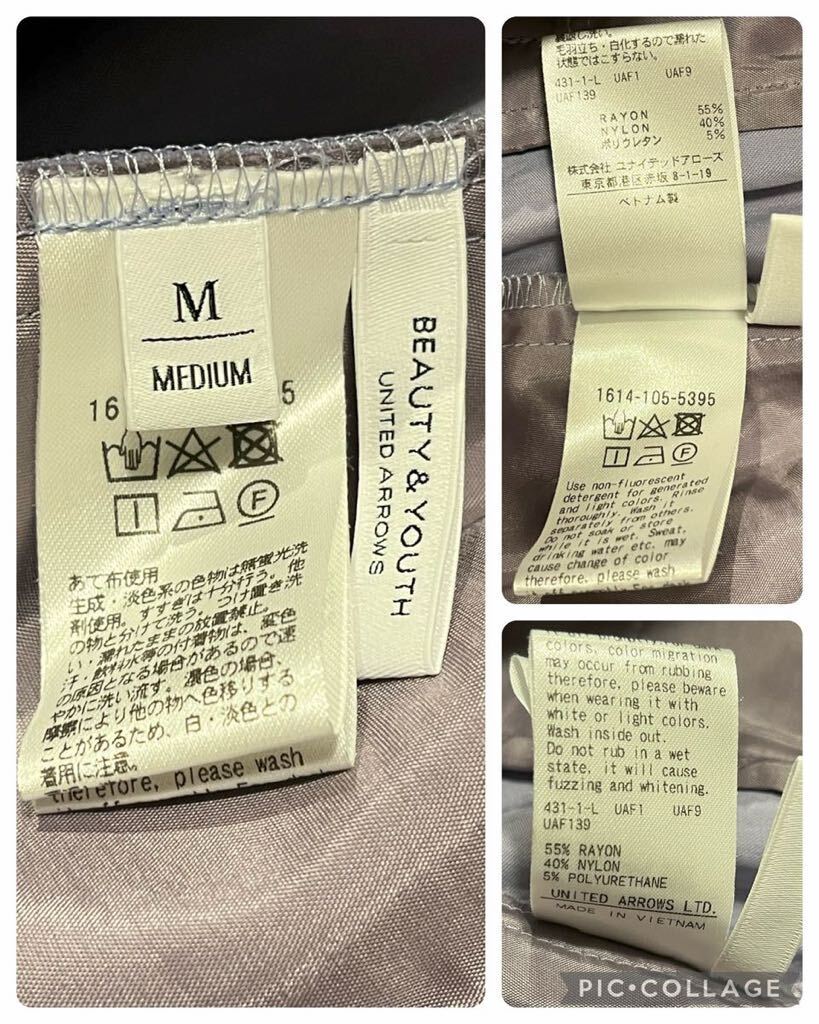 M
MEDIUM
BEAUTY & YOUTH
UNITED ARROWS
16
5
あて布使用
生成・淡色系の色物は無蛍光洗
剤使用。すすぎは十分行う。他
の物と分けて洗う。つけ置き洗
い・濡れたままの放置禁止。
汗・飲料水等の付着物は、変色
の原因となる場合があるので速
やかに洗い流す。濃色の場合、
摩擦により他の物へ色移りする
ことがあるため、白・淡色との
着用に注意。
therefore, please wash
裏返し洗い。
毛羽立ち・白化するので濡れた
状態ではこすらない。
431-1-L UAF1 UAF9
UAF139
RAYON 55%
NYLON 40%
ポリウレタン 5%
株式会社 ユナイテッドアローズ
東京都港区赤坂 8-1-19
ベトナム製
1614-105-5395
Use non-fluorescent
detergent for generated
and light colors. Rinse
thoroughly. Wash it
separately from others.
Do not soak or store
while it is wet. Sweat,
drinking water etc. may
cause change of color
therefore, please wash
colors, color migration
may occur from rubbing
therefore, please beware
when wearing it with
white or light colors.
Wash inside out.
Do not rub in a wet
state, it will cause
fuzzing and whitening.
431-1-L UAF1 UAF9
UAF139
55% RAYON
40% NYLON
5% POLYURETHANE
UNITED ARROWS LTD.
MADE IN VIETNAM
PIC•COLLAGE